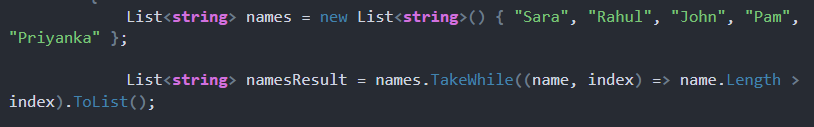 List<string> names = new List<string>() { "Sara", "Rahul", "John", "Pam",
"Priyanka" };
List<string> namesResult = names.TakeWhile((name, index) => name.Length >
index).ToList();